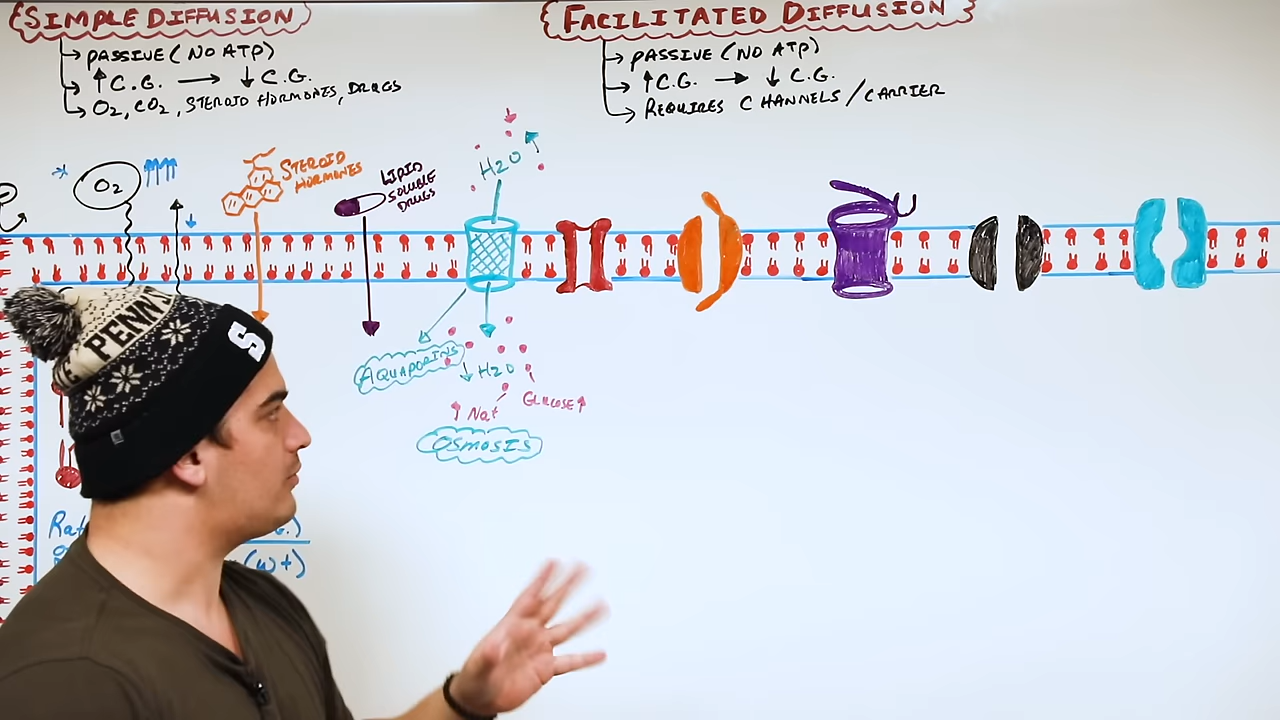 SIMPLE DIFFUSION
PASSIVE (NO ATP)
↑ C.G. → ↓ C.G.
O2, CO2, STEROID HORMONES, DRUGS
FACILITATED DIFFUSION
PASSIVE (NO ATP)
↑ C.G. → ↓ C.G.
REQUIRES CHANNELS / CARRIER
O2
STEROID
HORMONES
LIPID
SOLUBLE
DRUGS
H2O
AQUAPORINS
↓ H2O
↑ Na+
GLUCOSE ↑
OSMOSIS
PENN
S
(wt)